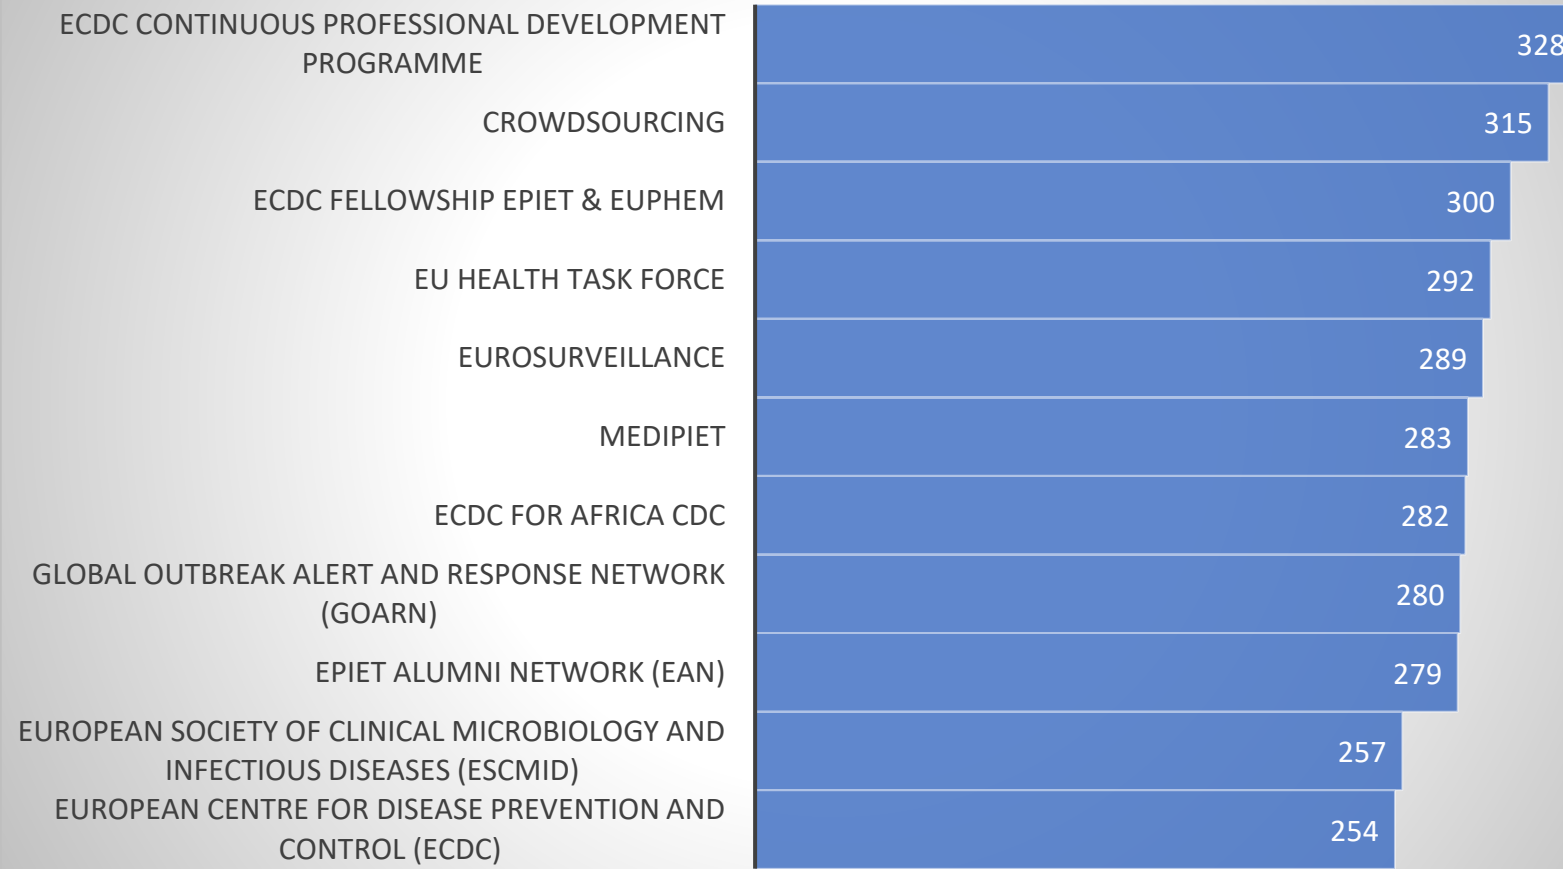 ECDC CONTINUOUS PROFESSIONAL DEVELOPMENT
PROGRAMME
328
CROWDSOURCING
315
ECDC FELLOWSHIP EPIET & EUPHEM
300
EU HEALTH TASK FORCE
292
EUROSURVEILLANCE
289
MEDIPIET
283
ECDC FOR AFRICA CDC
282
GLOBAL OUTBREAK ALERT AND RESPONSE NETWORK
(GOARN)
280
EPIET ALUMNI NETWORK (EAN)
279
EUROPEAN SOCIETY OF CLINICAL MICROBIOLOGY AND
INFECTIOUS DISEASES (ESCMID)
257
EUROPEAN CENTRE FOR DISEASE PREVENTION AND
CONTROL (ECDC)
254